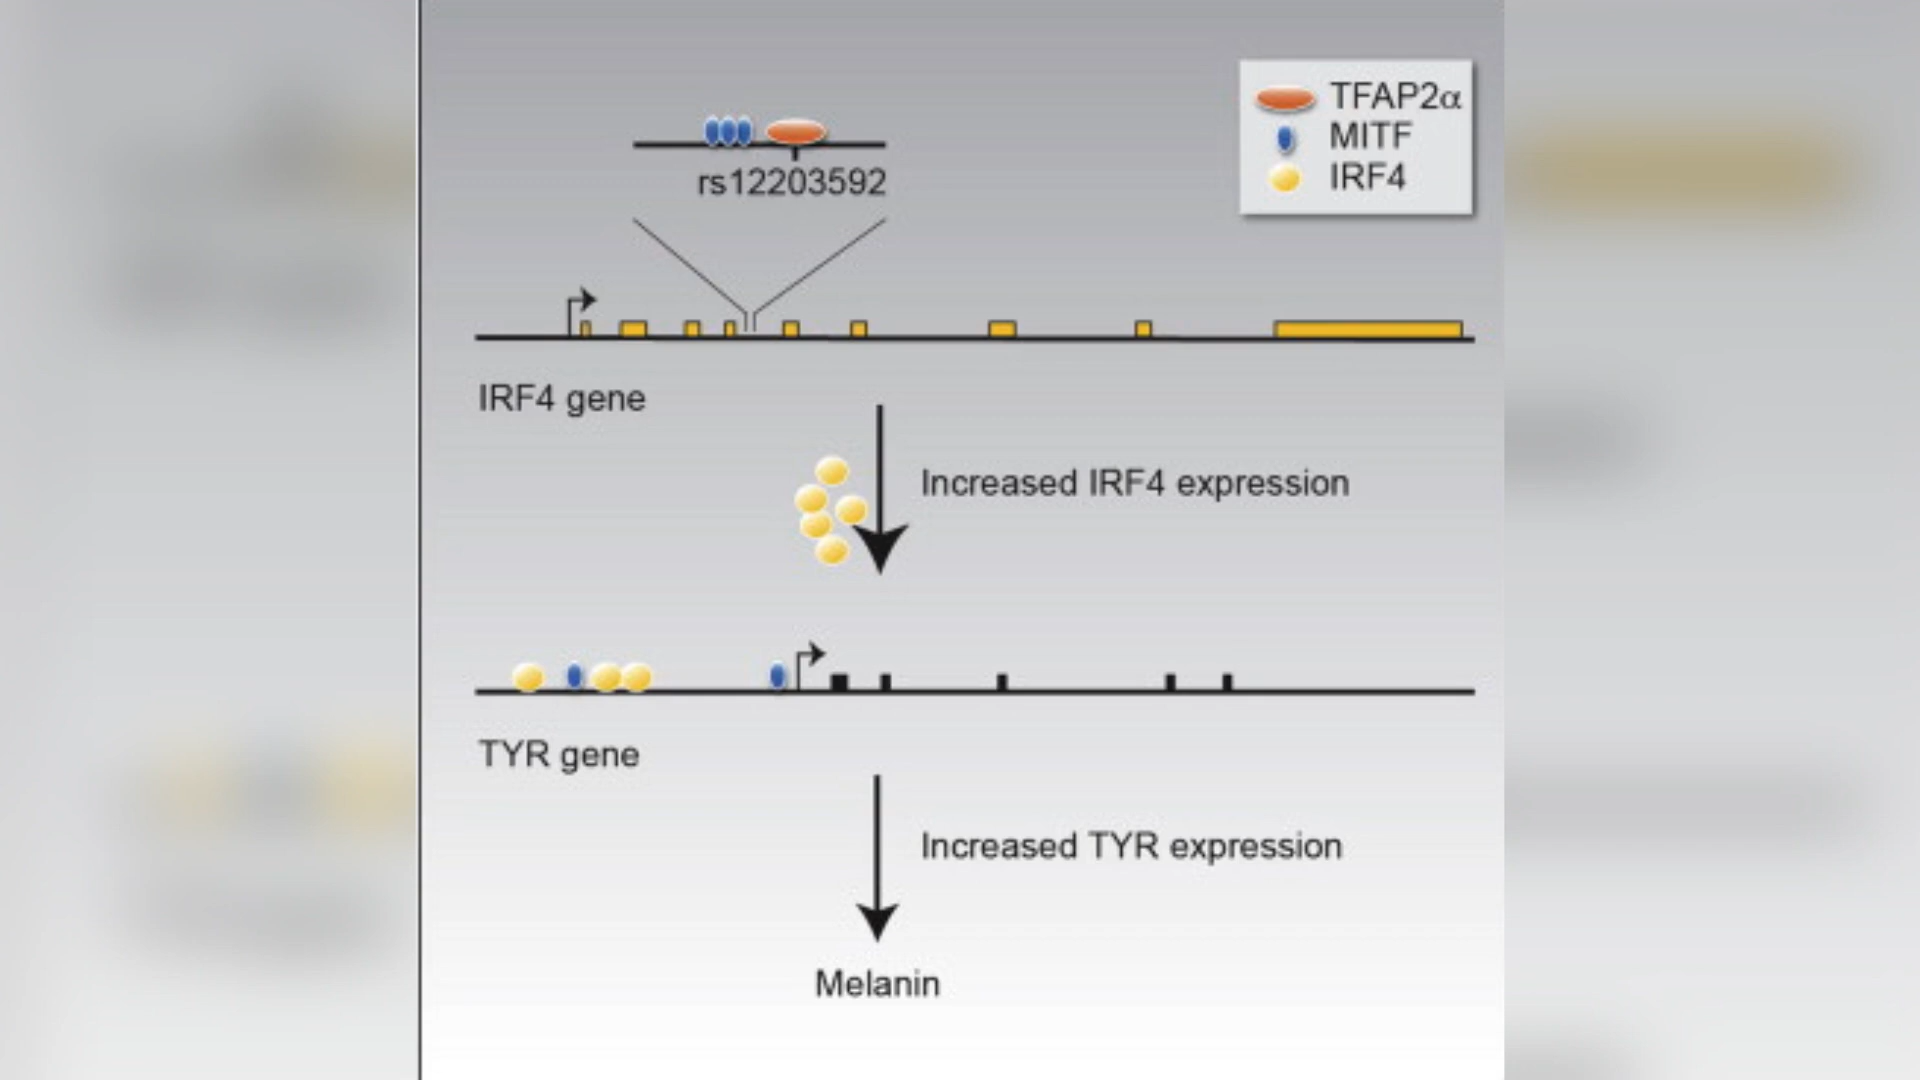 TFAP2α
MITF
IRF4
rs12203592
IRF4 gene
Increased IRF4 expression
TYR gene
Increased TYR expression
Melanin